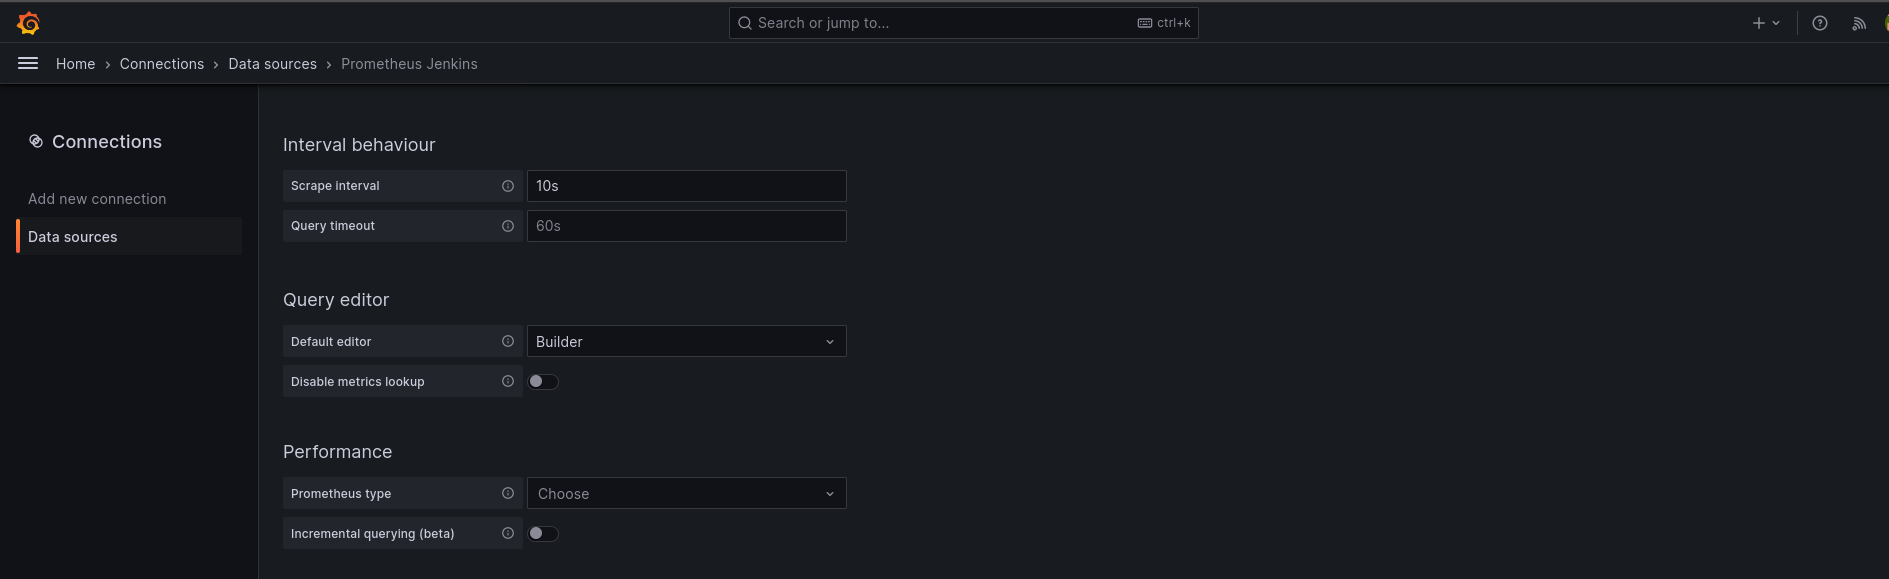 Search or jump to...
ctrl+k
Home › Connections › Data sources › Prometheus Jenkins
Connections
Add new connection
Data sources
Interval behaviour
Scrape interval
10s
Query timeout
60s
Query editor
Default editor
Builder
Disable metrics lookup
Performance
Prometheus type
Choose
Incremental querying (beta)